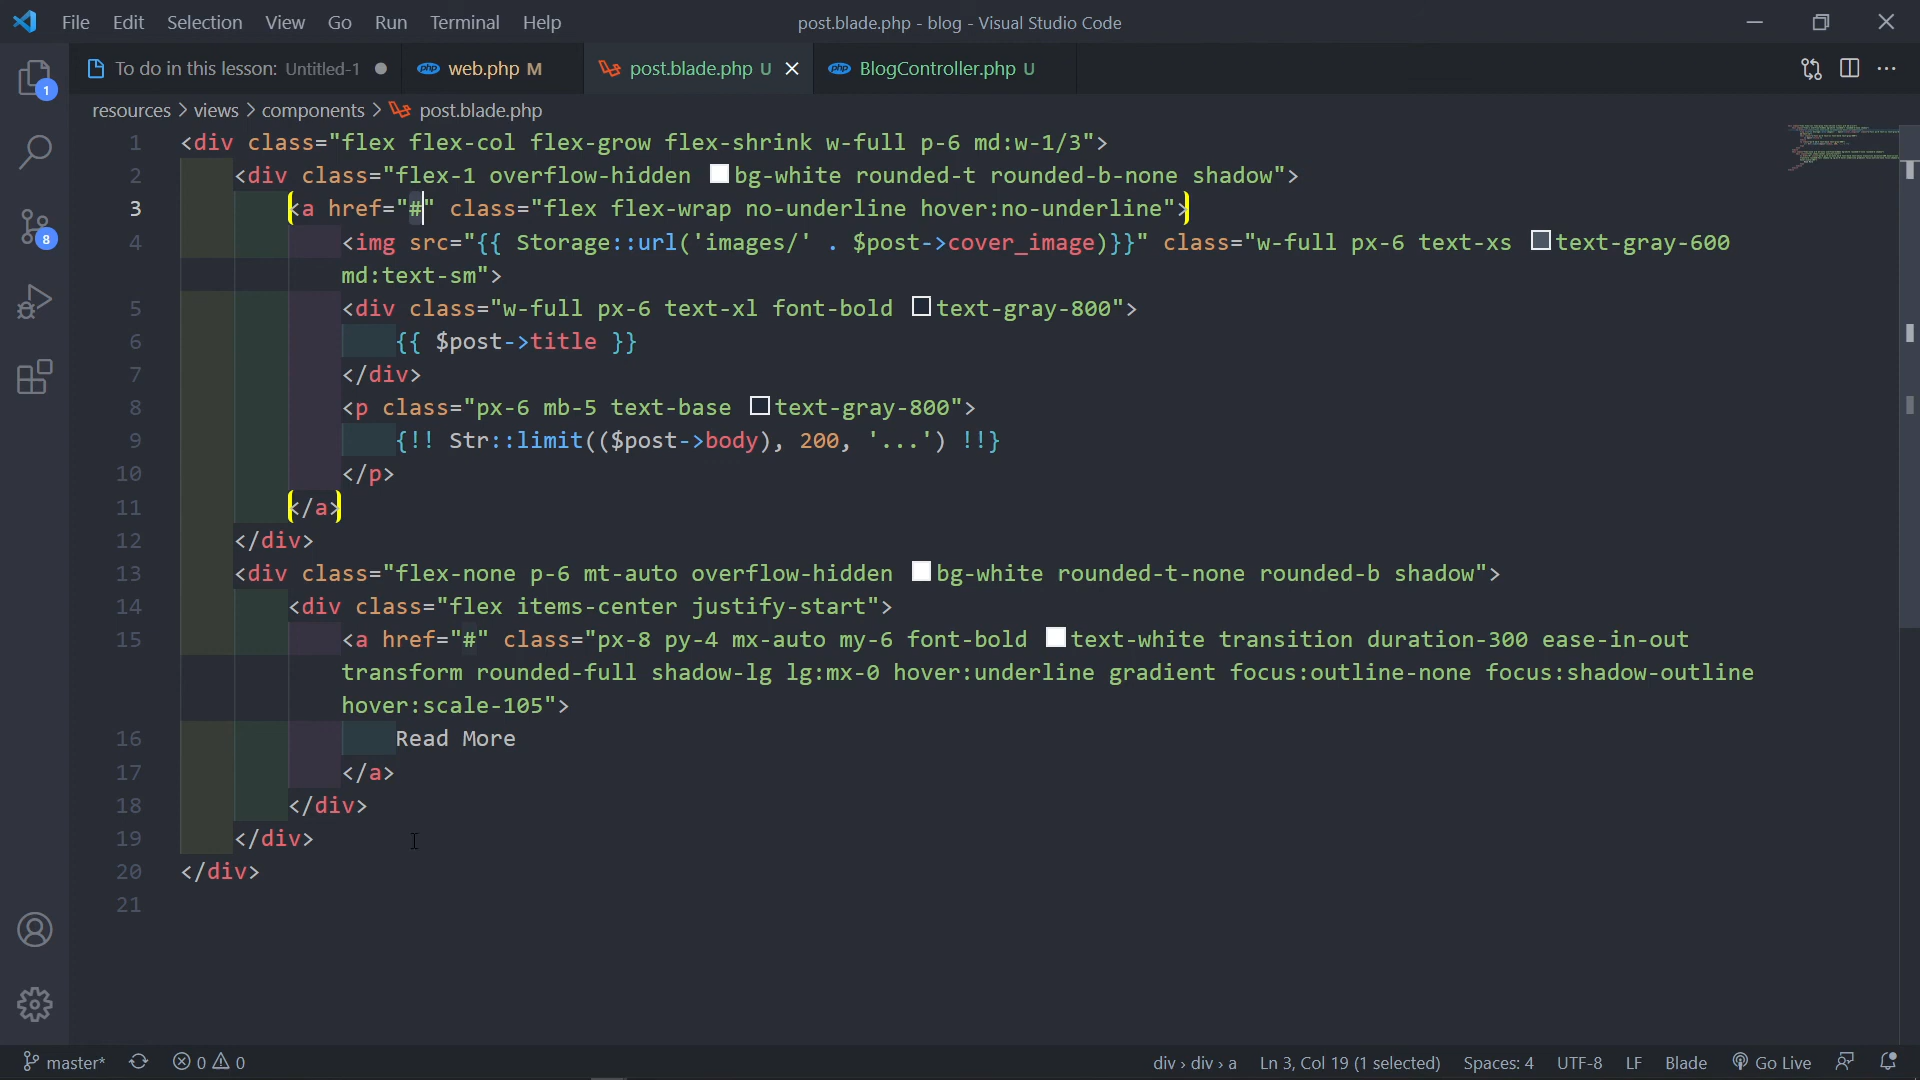 File Edit Selection View Go Run Terminal Help
post.blade.php - blog - Visual Studio Code
To do in this lesson: Untitled-1
web.php M
post.blade.php U
BlogController.php U
resources > views > components > post.blade.php
1 <div class="flex flex-col flex-grow flex-shrink w-full p-6 md:w-1/3">
2 <div class="flex-1 overflow-hidden bg-white rounded-t rounded-b-none shadow">
3 <a href="#" class="flex flex-wrap no-underline hover:no-underline">
4 <img src="{{ Storage::url('images/' . $post->cover_image)}}" class="w-full px-6 text-xs text-gray-600
md:text-sm">
5 <div class="w-full px-6 text-xl font-bold text-gray-800">
6 {{ $post->title }}
7 </div>
8 <p class="px-6 mb-5 text-base text-gray-800">
9 {!! Str::limit(($post->body), 200, '...') !!}
10 </p>
11 </a>
12 </div>
13 <div class="flex-none p-6 mt-auto overflow-hidden bg-white rounded-t-none rounded-b shadow">
14 <div class="flex items-center justify-start">
15 <a href="#" class="px-8 py-4 mx-auto my-6 font-bold text-white transition duration-300 ease-in-out
transform rounded-full shadow-lg lg:mx-0 hover:underline gradient focus:outline-none focus:shadow-outline
hover:scale-105">
16 Read More
17 </a>
18 </div>
19 </div>
20 </div>
21
1
8
master* 0 0
div > div > a Ln 3, Col 19 (1 selected) Spaces: 4 UTF-8 LF Blade Go Live